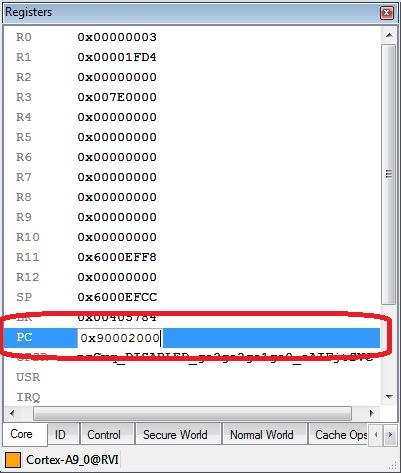 Registers
R0 0x00000003
R1 0x00001FD4
R2 0x00000000
R3 0x007E0000
R4 0x00000000
R5 0x00000000
R6 0x00000000
R7 0x00000000
R8 0x00000000
R9 0x00000000
R10 0x00000000
R11 0x6000EFF8
R12 0x00000000
SP 0x6000EFCC
LR 0x00405784
PC 0x90002000
CPSR
USR
IRQ
Core ID Control Secure World Normal World Cache Ops
Cortex-A9_0@RVI